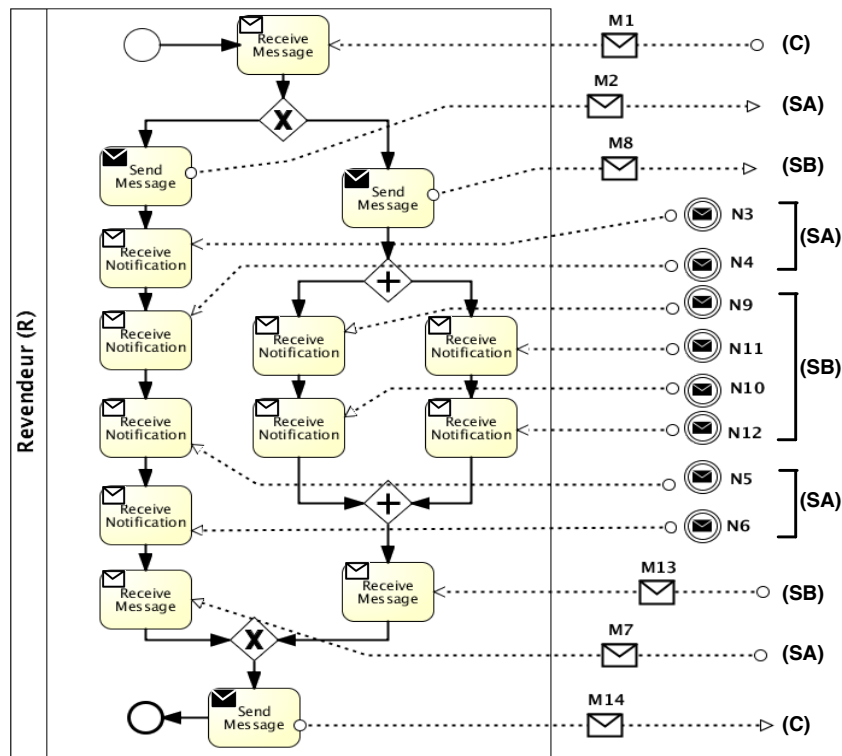 Revendeur (R)
M1
Receive
Message
(C)
M2
(SA)
Send
Message
M8
(SB)
Send
Message
N3
(SA)
Receive
Notification
N4
N9
(SB)
Receive
Notification
Receive
Notification
Receive
Notification
N11
N10
Receive
Notification
Receive
Notification
Receive
Notification
N12
N5
(SA)
Receive
Notification
N6
M13
Receive
Message
Receive
Message
(SB)
M7
(SA)
M14
Send
Message
(C)